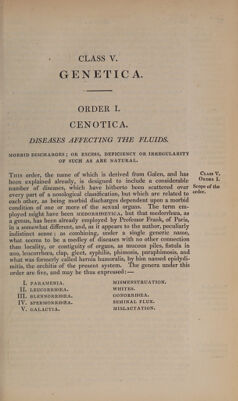 CLASS V.
GENETICA.
ORDER I.
CENOTICA.
DISEASES AFFECTING THE FLUIDS.
MORBID DISCHARGES; OR EXCESS, DEFICIENCY OR IRREGULARITY
OF SUCH AS ARE NATURAL.
This order, the name of which is derived from Galen, and has
been explained already, is designed to include a considerable
number of diseases, which have hitherto been scattered over
every part of a nosological classification, but which are related to
each other, as being morbid discharges dependent upon a morbid
condition of one or more of the sexual organs. The term em-
ployed might have been MEDORRHŒTICA, but that medorrhœa, as
a genus, has been already employed by Professor Frank, of Pavia,
in a somewhat different, and, as it appears to the author, peculiarly
indistinct sense; as combining, under a single generic name,
what seems to be a medley of diseases with no other connection
than locality, or contiguity of organs, as mucous piles, fistula in
ano, leucorrhœa, clap, gleet, syphilis, phimosis, paraphimosis, and
what was formerly called hernia humoralis, by him named epididy-
mitis, the orchitis of the present system. The genera under this
order are five, and may be thus expressed:—
Class V.
Order I.
Scope of the
order.
I. PARAMENIA. MISMENSTRUATION.
II. LEUCORRHŒA. WHITES.
III. BLENNORRHŒA. GONORRHŒA.
IV. SPERMORRHŒA. SEMINAL FLUX.
V. GALACTIA. MISLACTATION.